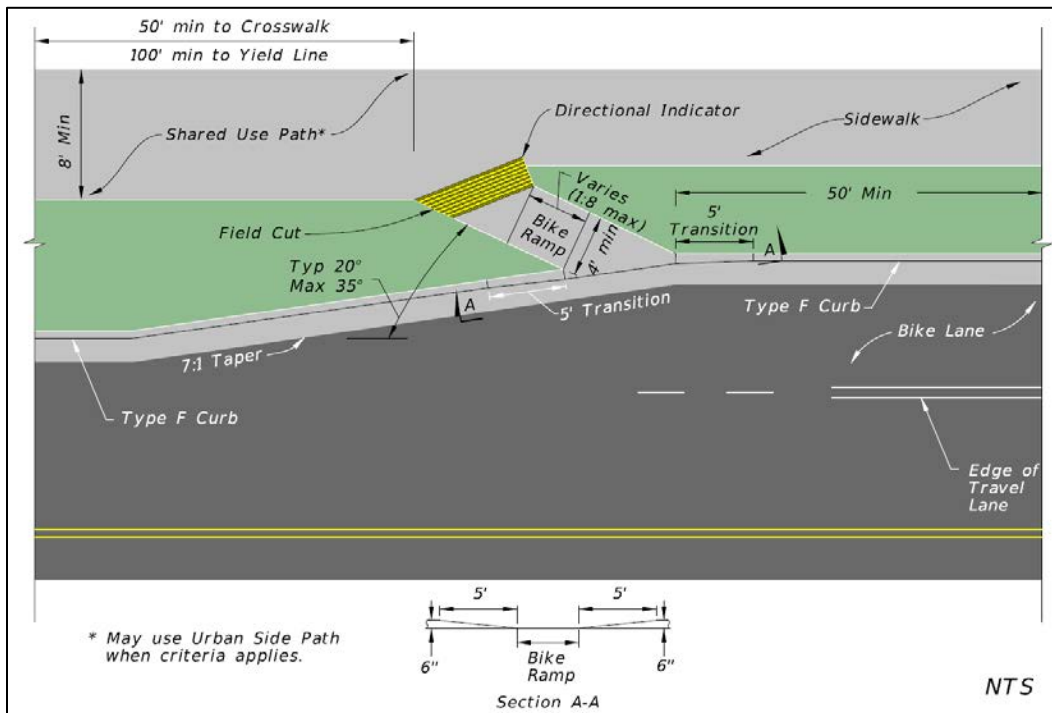 50' min to Crosswalk
100' min to Yield Line
Directional Indicator
Sidewalk
Shared Use Path*
8' Min
Varies
(1:8 max)
50' Min
Field Cut
Bike
Ramp
4' min
5'
Transition
A
Typ 20°
Max 35°
A
5' Transition
Type F Curb
Bike Lane
7:1 Taper
Type F Curb
Edge of
Travel
Lane
5'
5'
* May use Urban Side Path
when criteria applies.
6"
Bike
Ramp
6"
Section A-A
NTS